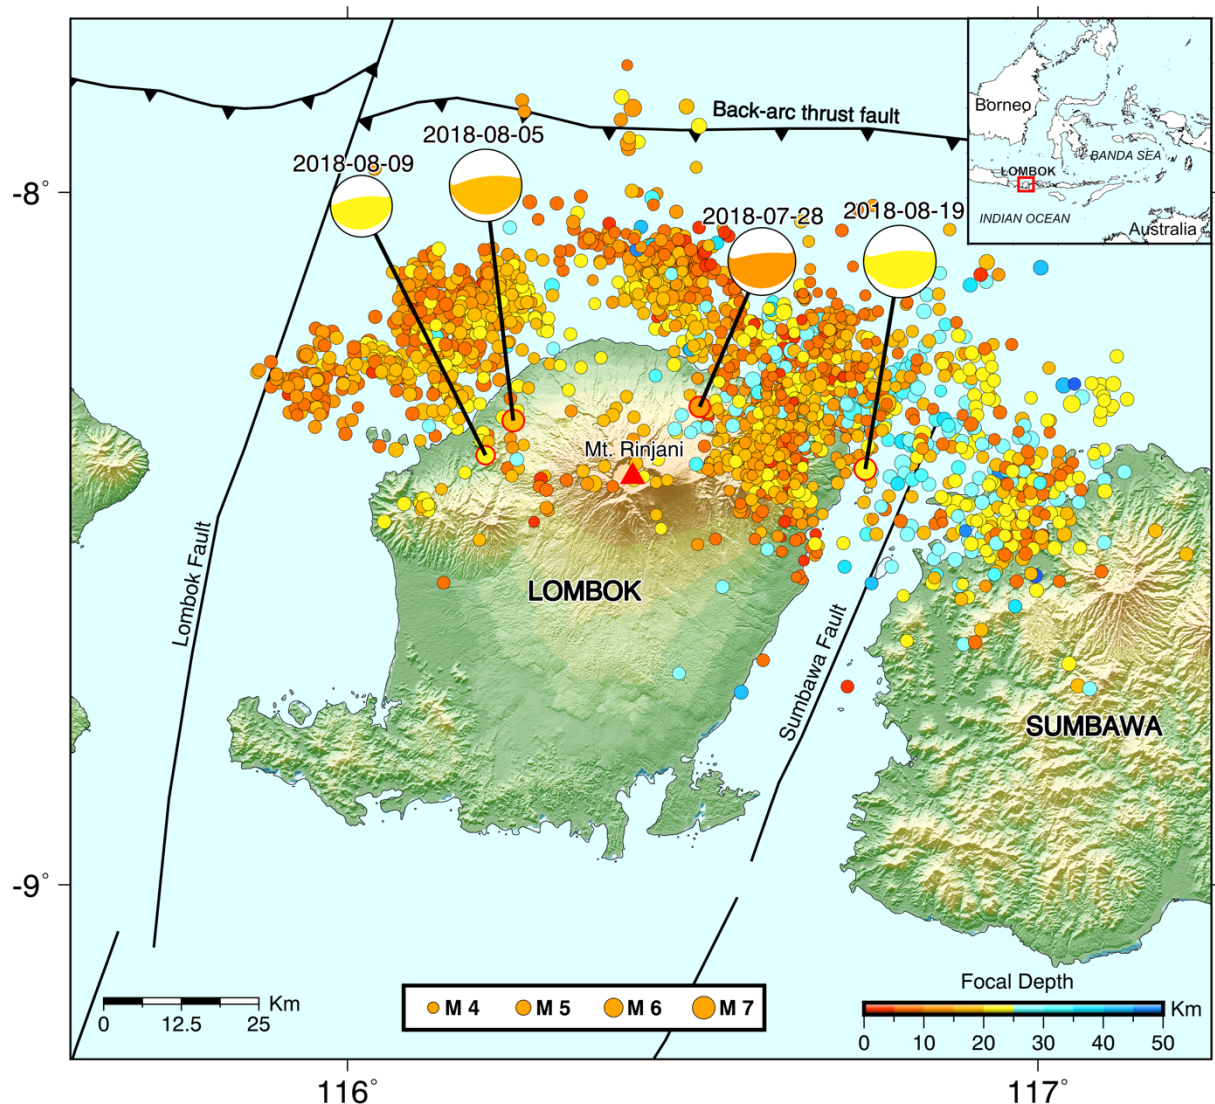 Borneo
BANDA SEA
LOMBOK
INDIAN OCEAN
Australia
Back-arc thrust fault
2018-08-05
2018-08-09
-8°
2018-07-28
2018-08-19
Mt. Rinjani
LOMBOK
Lombok Fault
Sumbawa Fault
SUMBAWA
-9°
Km
0 12.5 25
M 4 M 5 M 6 M 7
Focal Depth
Km
0 10 20 30 40 50
116° 117°